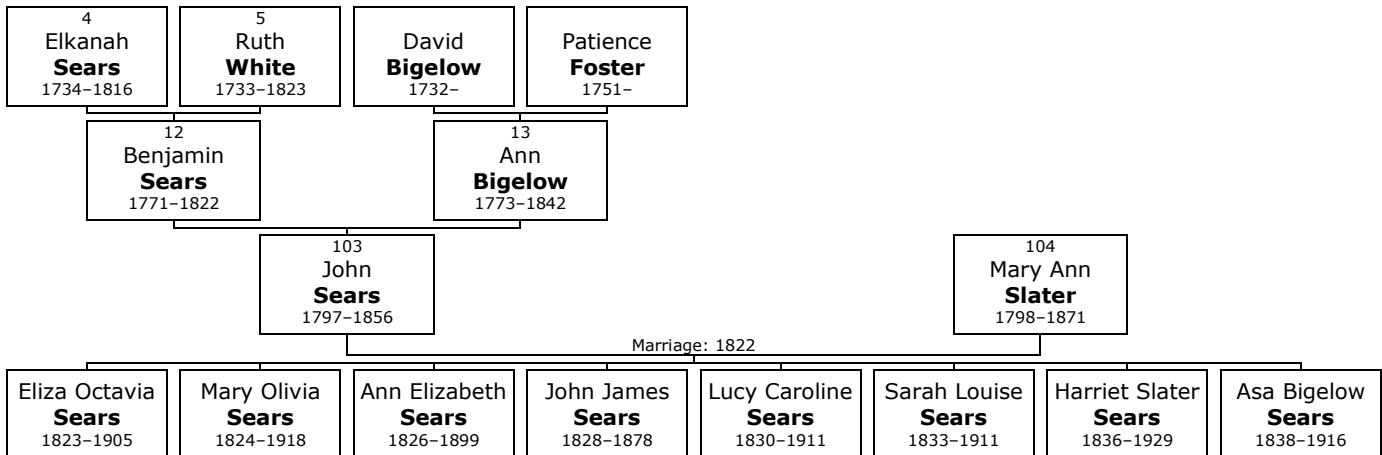 4
Elkanah
Sears
1734–1816
5
Ruth
White
1733–1823
David
Bigelow
1732–
Patience
Foster
1751–
12
Benjamin
Sears
1771–1822
13
Ann
Bigelow
1773–1842
103
John
Sears
1797–1856
104
Mary Ann
Slater
1798–1871
Marriage: 1822
Eliza Octavia
Sears
1823–1905
Mary Olivia
Sears
1824–1918
Ann Elizabeth
Sears
1826–1899
John James
Sears
1828–1878
Lucy Caroline
Sears
1830–1911
Sarah Louise
Sears
1833–1911
Harriet Slater
Sears
1836–1929
Asa Bigelow
Sears
1838–1916